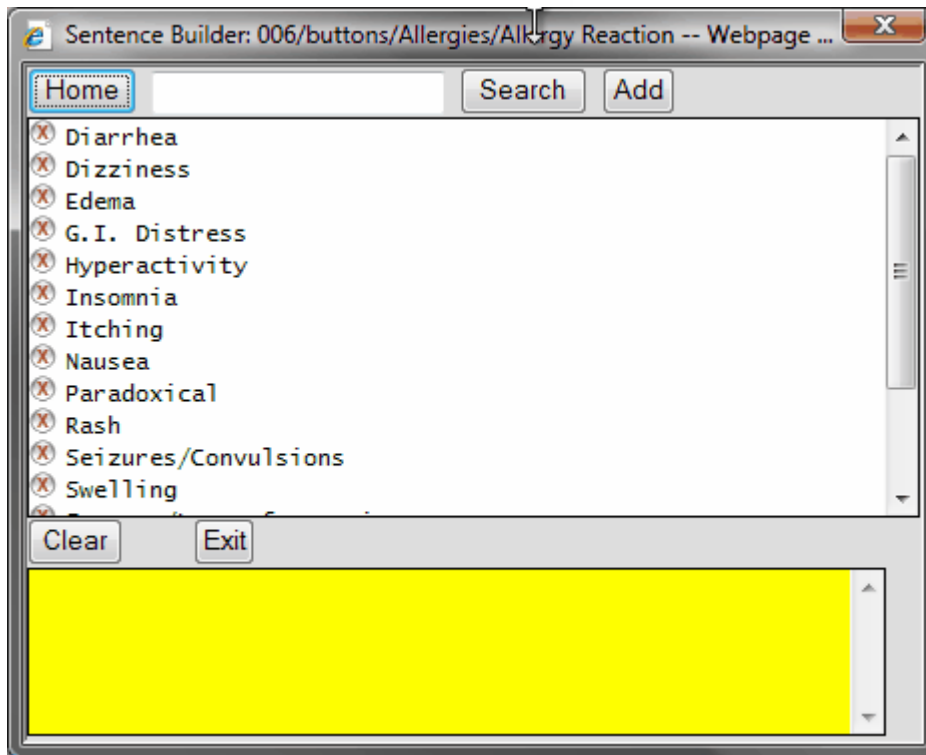 Sentence Builder: 006/buttons/Allergies/Allergy Reaction -- Webpage ...
Home Search Add
Diarrhea
Dizziness
Edema
G.I. Distress
Hyperactivity
Insomnia
Itching
Nausea
Paradoxical
Rash
Seizures/Convulsions
Swelling
Clear Exit